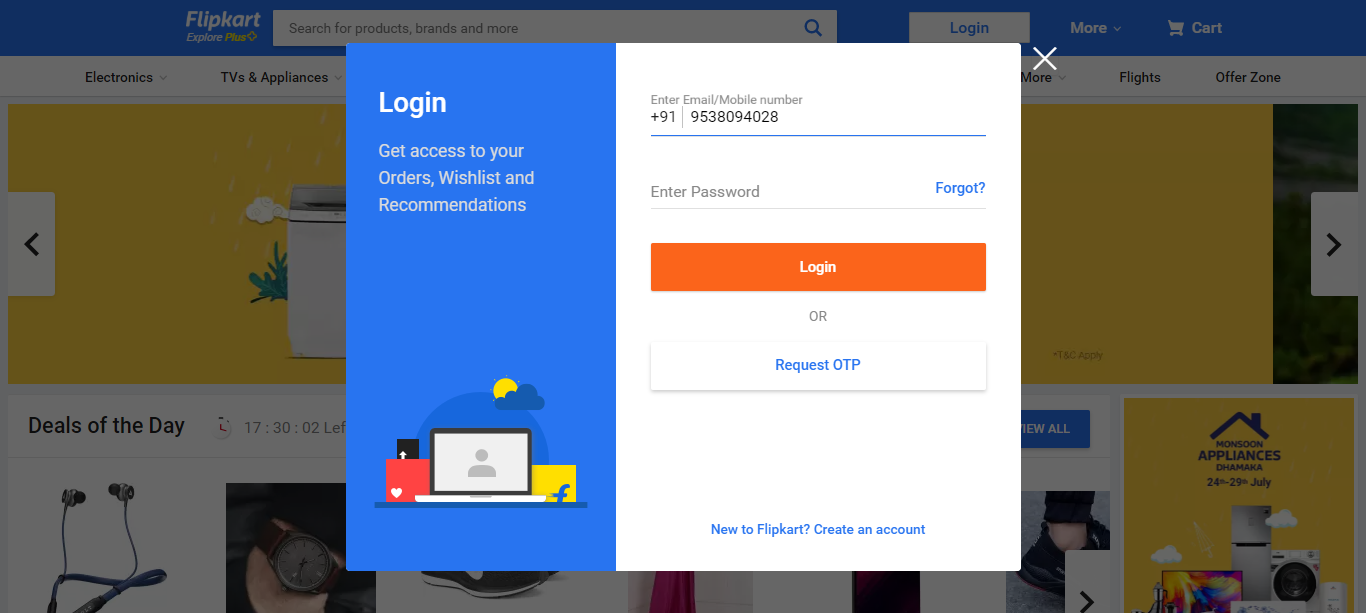 Flipkart
Explore Plus
Search for products, brands and more
Login
More
Cart
Electronics
TVs & Appliances
More
Flights
Offer Zone
Login
Get access to your
Orders, Wishlist and
Recommendations
Enter Email/Mobile number
+91 9538094028
Enter Password
Forgot?
Login
OR
Request OTP
New to Flipkart? Create an account
*T&C Apply
Deals of the Day
17 : 30 : 02 Lef
VIEW ALL
MONSOON
APPLIANCES
DHAMAKA
24th-29th July